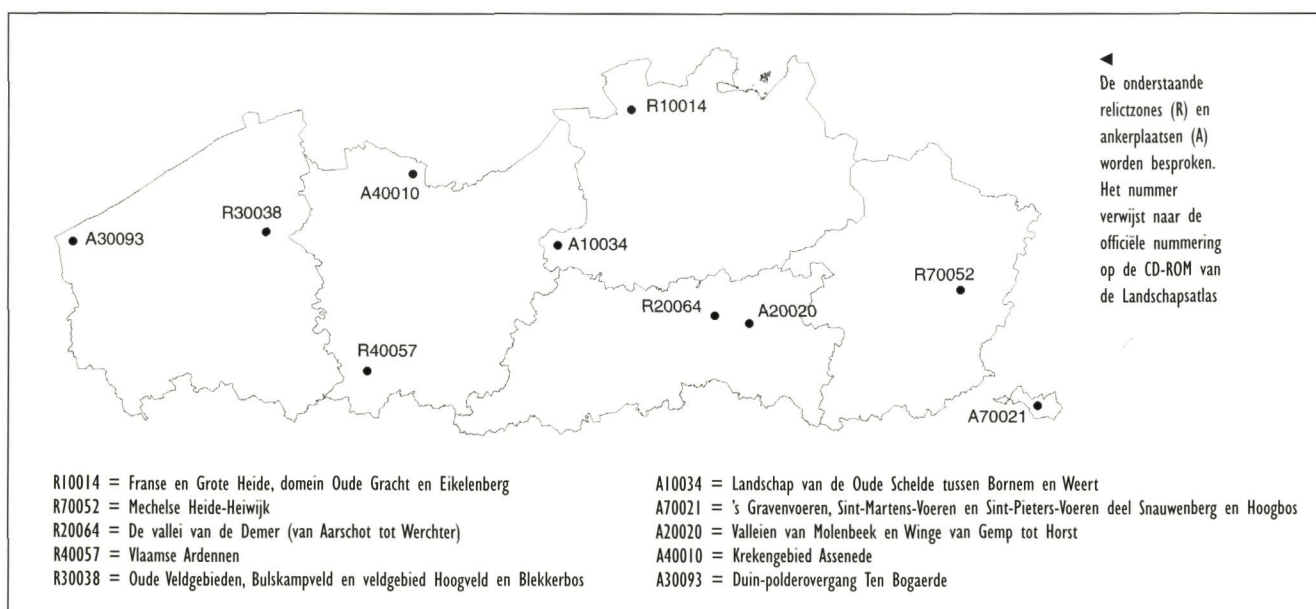 R10014
A40010
R30038
A30093
A10034
R70052
R20064
A20020
R40057
A70021
◄
De onderstaande
relictzones (R) en
ankerplaatsen (A)
worden besproken.
Het nummer
verwijst naar de
officiële nummering
op de CD-ROM van
de Landschapsatlas
R10014 = Franse en Grote Heide, domein Oude Gracht en Eikelenberg
R70052 = Mechelse Heide-Heiwijk
R20064 = De vallei van de Demer (van Aarschot tot Werchter)
R40057 = Vlaamse Ardennen
R30038 = Oude Veldgebieden, Bulskampveld en veldgebied Hoogveld en Blekkerbos
A10034 = Landschap van de Oude Schelde tussen Bornem en Weert
A70021 = 's Gravenvoeren, Sint-Martens-Voeren en Sint-Pieters-Voeren deel Snauwenberg en Hoogbos
A20020 = Valleien van Molenbeek en Winge van Gemp tot Horst
A40010 = Krekengebied Assenede
A30093 = Duin-polderovergang Ten Bogaerde